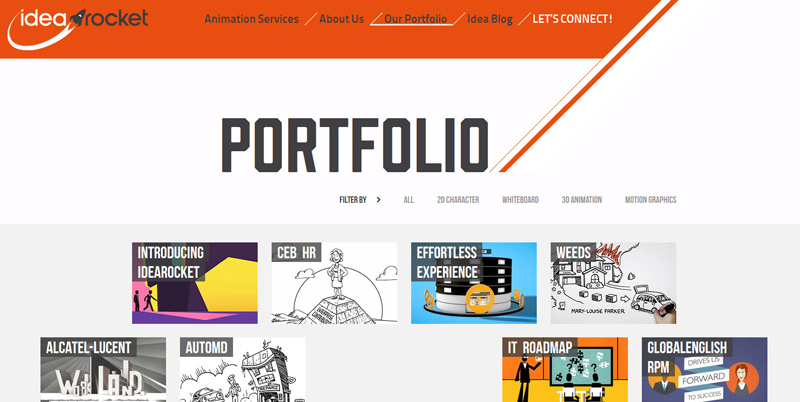 idea rocket
Animation Services
About Us
Our Portfolio
Idea Blog
LET'S CONNECT!
PORTFOLIO
FILTER BY >
ALL
2D CHARACTER
WHITEBOARD
3D ANIMATION
MOTION GRAPHICS
INTRODUCING
IDEAROCKET
CEB HR
EFFORTLESS
EXPERIENCE
WEEDS
MARY-LOUISE PARKER
ALCATEL-LUCENT
AUTOMD
IT ROADMAP
GLOBALENGLISH
RPM
DRIVES US
FORWARD
TO SUCCESS